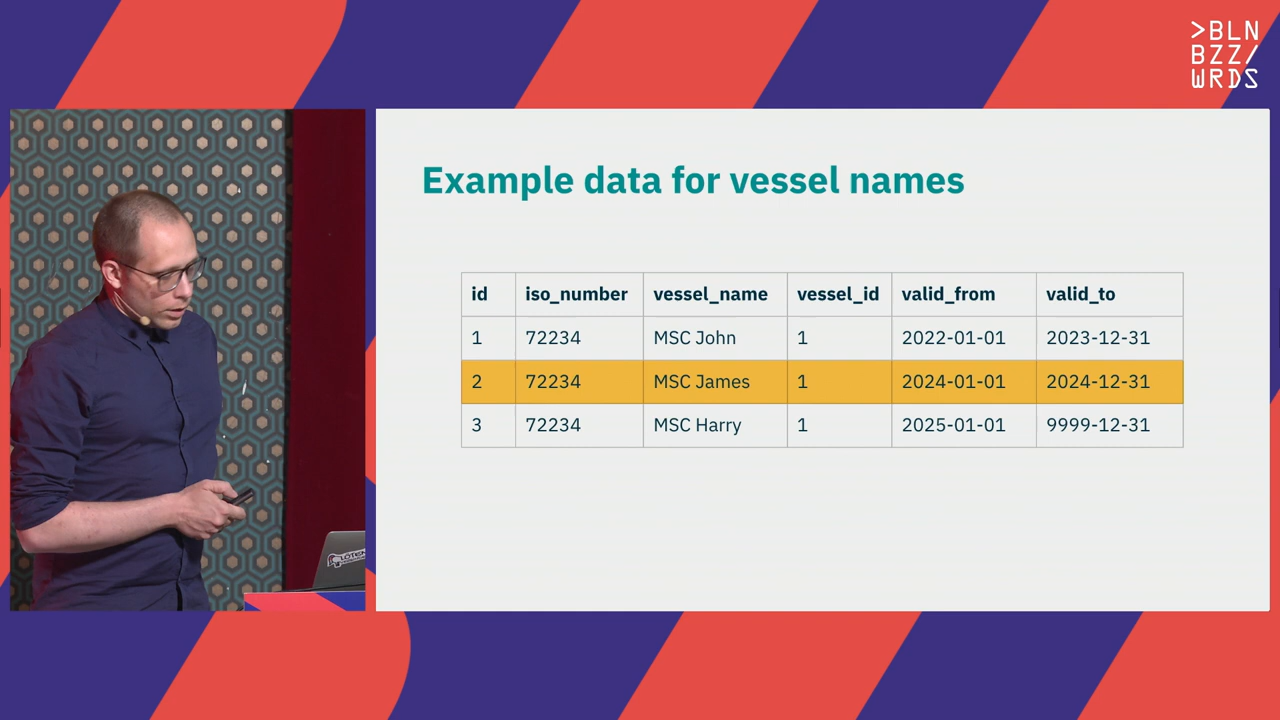 >BLN
BZZ/
WRDS
Example data for vessel names
id iso_number vessel_name vessel_id valid_from valid_to
1 72234 MSC John 1 2022-01-01 2023-12-31
2 72234 MSC James 1 2024-01-01 2024-12-31
3 72234 MSC Harry 1 2025-01-01 9999-12-31